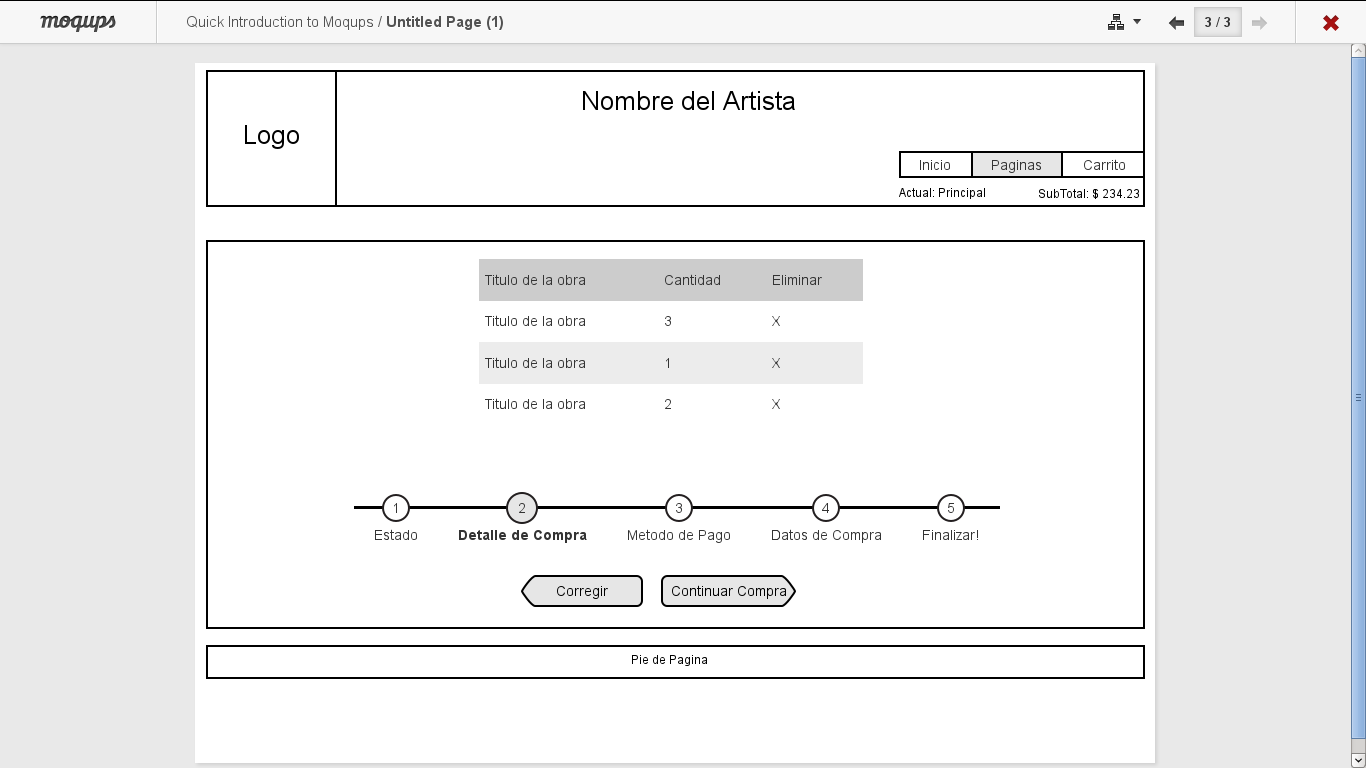 moqups
Quick Introduction to Moqups / Untitled Page (1)
3 / 3
Logo
Nombre del Artista
Inicio Paginas Carrito
Actual: Principal SubTotal: $ 234.23
Titulo de la obra Cantidad Eliminar
Titulo de la obra 3 X
Titulo de la obra 1 X
Titulo de la obra 2 X
1 2 3 4 5
Estado Detalle de Compra Metodo de Pago Datos de Compra Finalizar!
Corregir Continuar Compra
Pie de Pagina